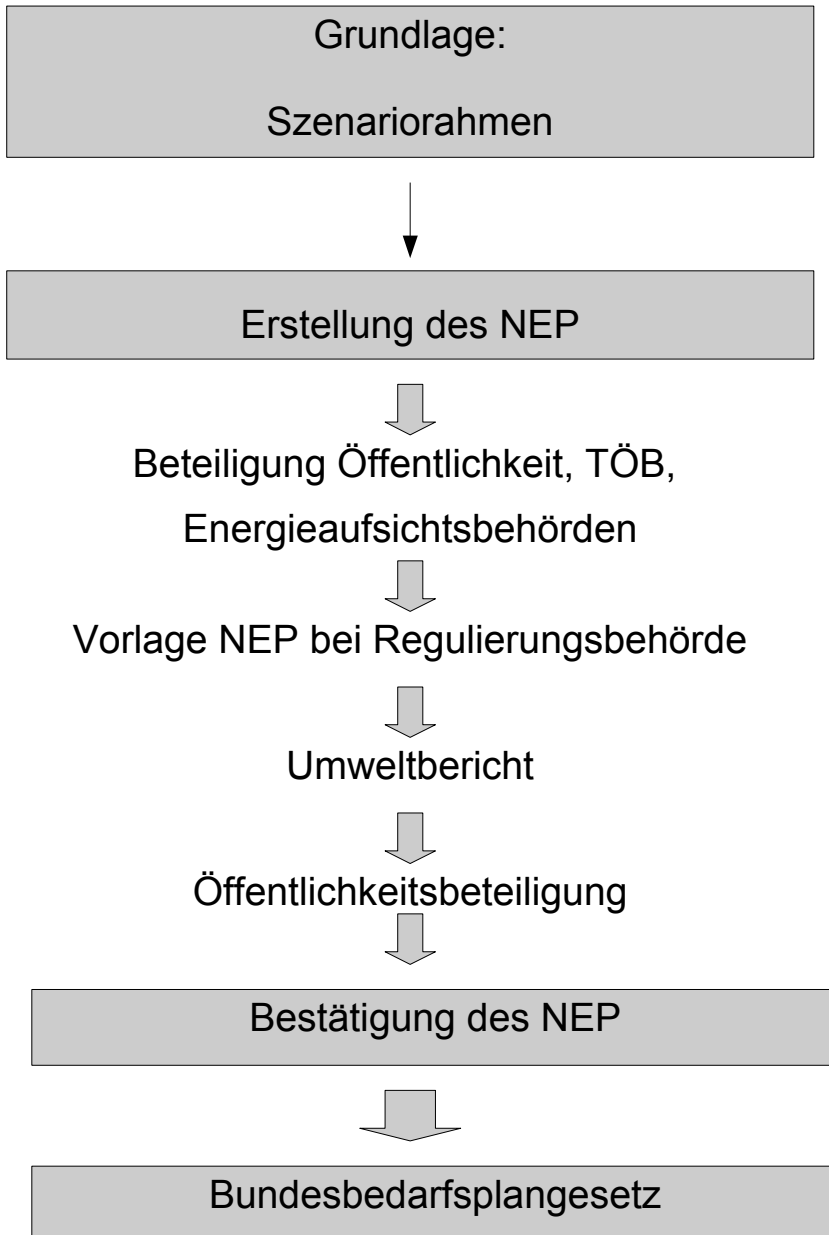 Grundlage:
Szenariorahmen
Erstellung des NEP
Beteiligung Öffentlichkeit, TÖB,
Energieaufsichtsbehörden
Vorlage NEP bei Regulierungsbehörde
Umweltbericht
Öffentlichkeitsbeteiligung
Bestätigung des NEP
Bundesbedarfsplangesetz